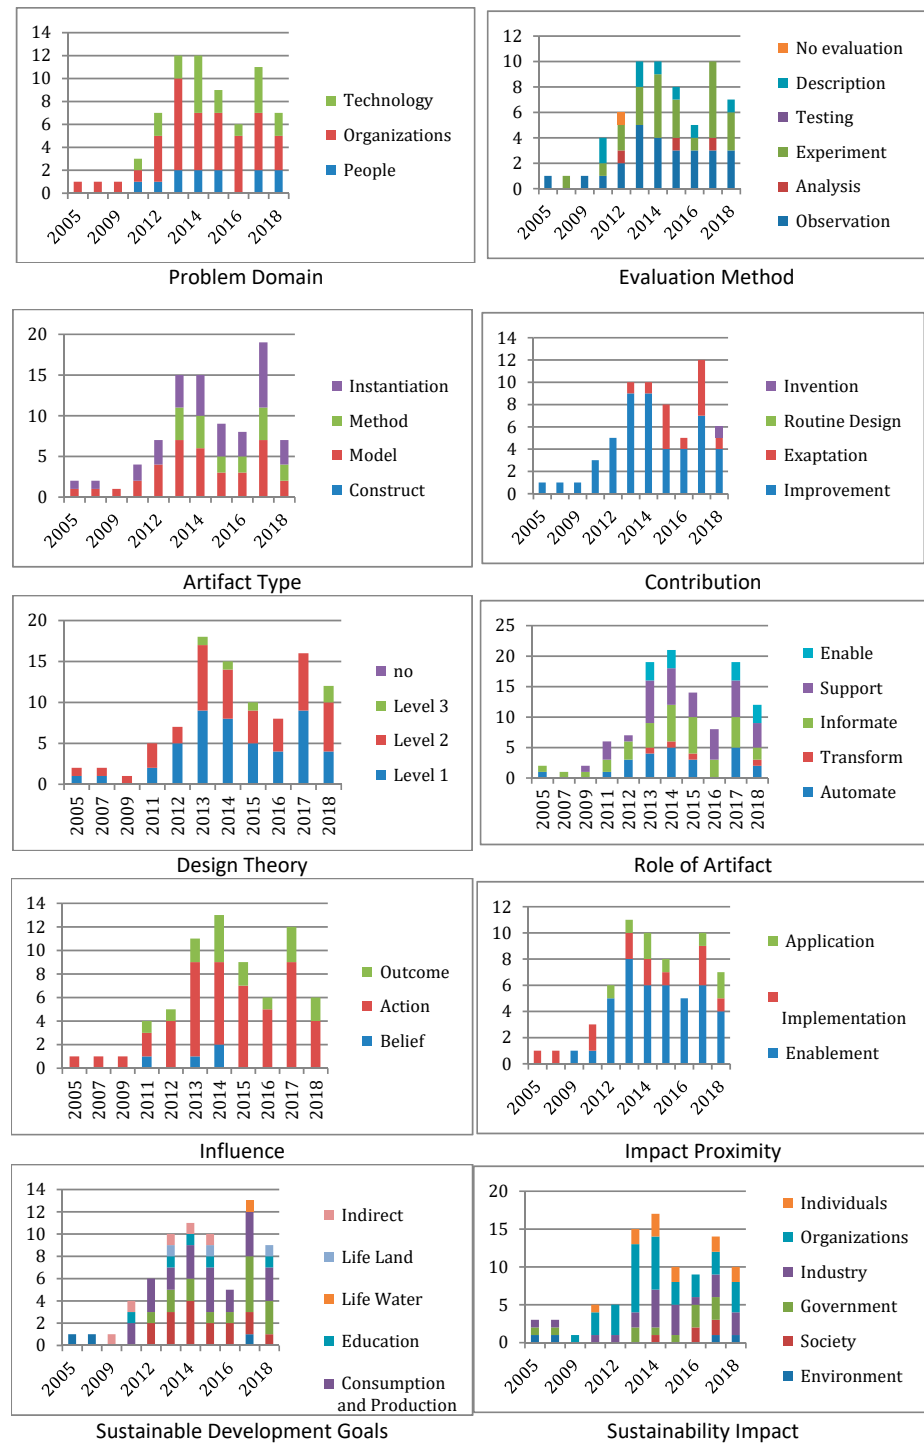 14
12
10
8
6
4
2
0
2005
2009
2012
2014
2016
2018
Technology
Organizations
People
Problem Domain
12
10
8
6
4
2
0
2005
2009
2012
2014
2016
2018
No evaluation
Description
Testing
Experiment
Analysis
Observation
Evaluation Method
20
15
10
5
0
2005
2009
2012
2014
2016
2018
Instantiation
Method
Model
Construct
Artifact Type
14
12
10
8
6
4
2
0
2005
2009
2012
2014
2016
2018
Invention
Routine Design
Exaptation
Improvement
Contribution
20
15
10
5
0
2005
2007
2009
2011
2012
2013
2014
2015
2016
2017
2018
no
Level 3
Level 2
Level 1
Design Theory
25
20
15
10
5
0
2005
2007
2009
2011
2012
2013
2014
2015
2016
2017
2018
Enable
Support
Informate
Transform
Automate
Role of Artifact
14
12
10
8
6
4
2
0
2005
2007
2009
2011
2012
2013
2014
2015
2016
2017
2018
Outcome
Action
Belief
Influence
12
10
8
6
4
2
0
2005
2009
2012
2014
2016
2018
Application
Implementation
Enablement
Impact Proximity
14
12
10
8
6
4
2
0
2005
2009
2012
2014
2016
2018
Indirect
Life Land
Life Water
Education
Consumption
and Production
Sustainable Development Goals
20
15
10
5
0
2005
2009
2012
2014
2016
2018
Individuals
Organizations
Industry
Government
Society
Environment
Sustainability Impact